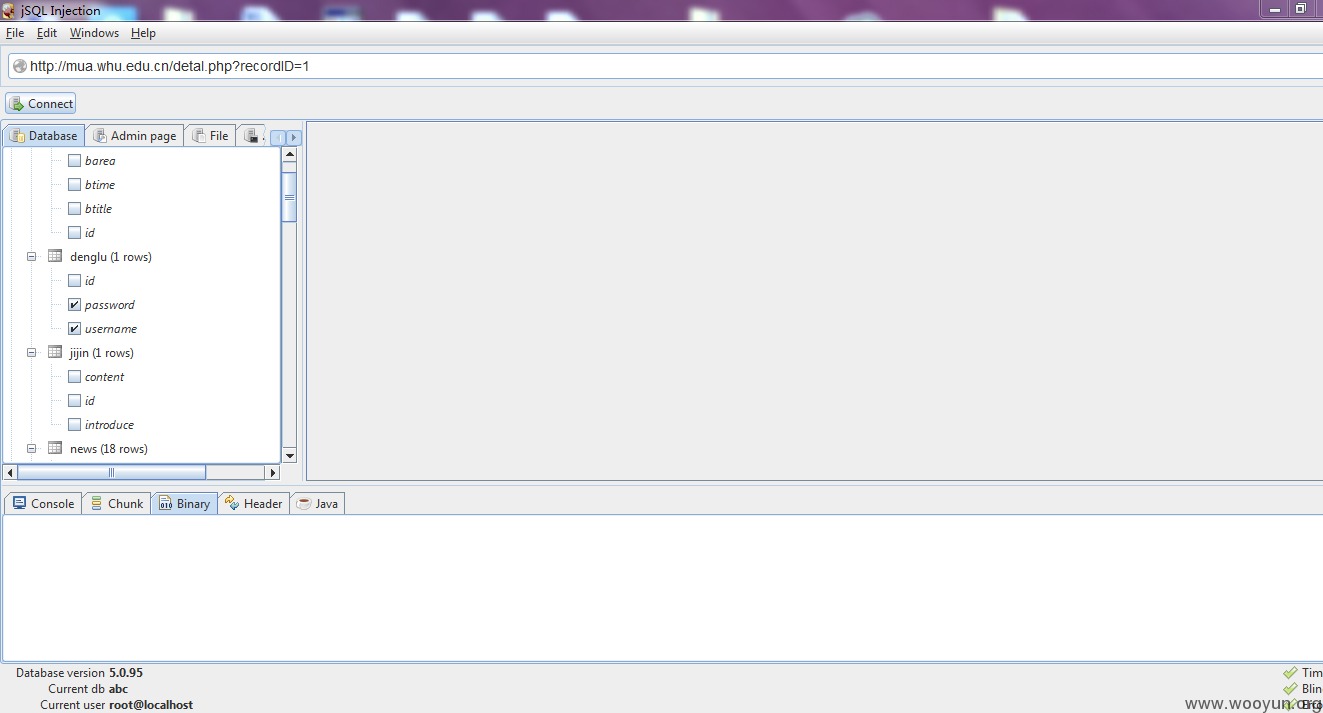 jSQL Injection
File Edit Windows Help
http://mua.whu.edu.cn/detal.php?recordID=1
Connect
Database Admin page File
barea
btime
btitle
id
denglu (1 rows)
id
password
username
jijin (1 rows)
content
id
introduce
news (18 rows)
Console Chunk Binary Header Java
Database version 5.0.95
Current db abc
Current user root@localhost
Tim
Blin
www.wooyun.org